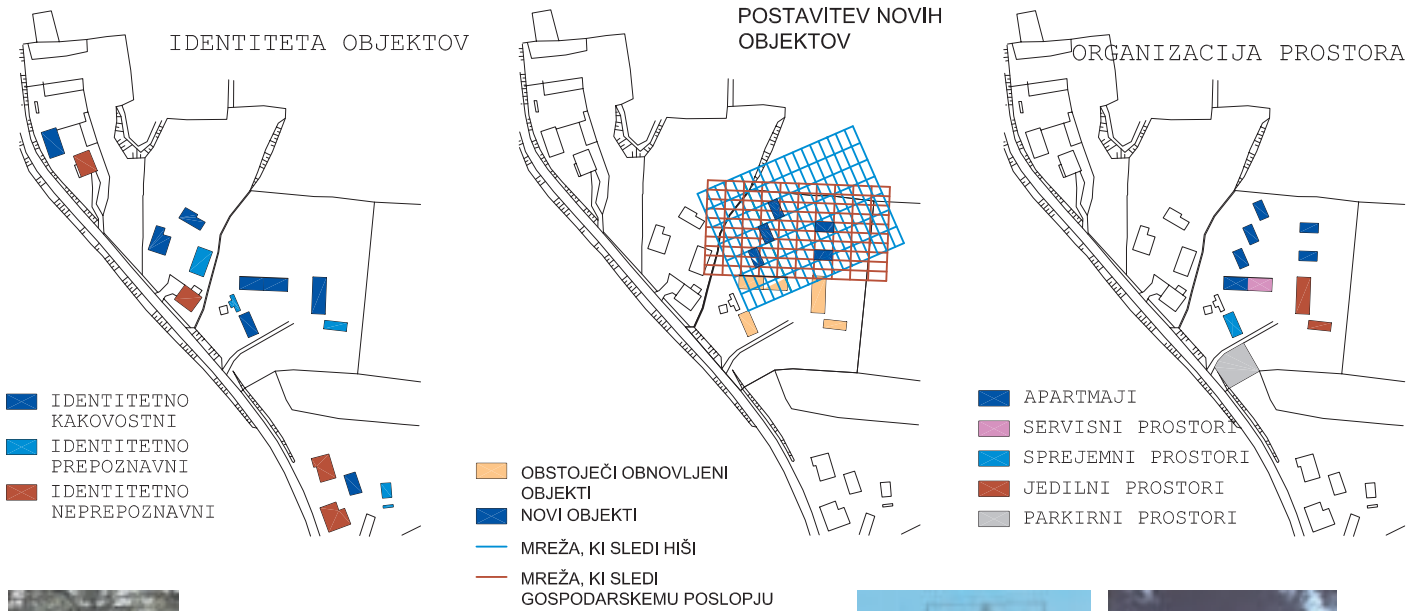 IDENTITETA OBJEKTOV
IDENTITETNO
KAKOVOSTNI
IDENTITETNO
PREPOZNAVNI
IDENTITETNO
NEPREPOZNAVNI
POSTAVITEV NOVIH
OBJEKTOV
OBSTOJEČI OBNOVLJENI
OBJEKTI
NOVI OBJEKTI
MREŽA, KI SLEDI HIŠI
MREŽA, KI SLEDI
GOSPODARSKEMU POSLOPJU
ORGANIZACIJA PROSTORA
APARTMAJI
SERVISNI PROSTORI
SPREJEMNI PROSTORI
JEDILNI PROSTORI
PARKIRNI PROSTORI